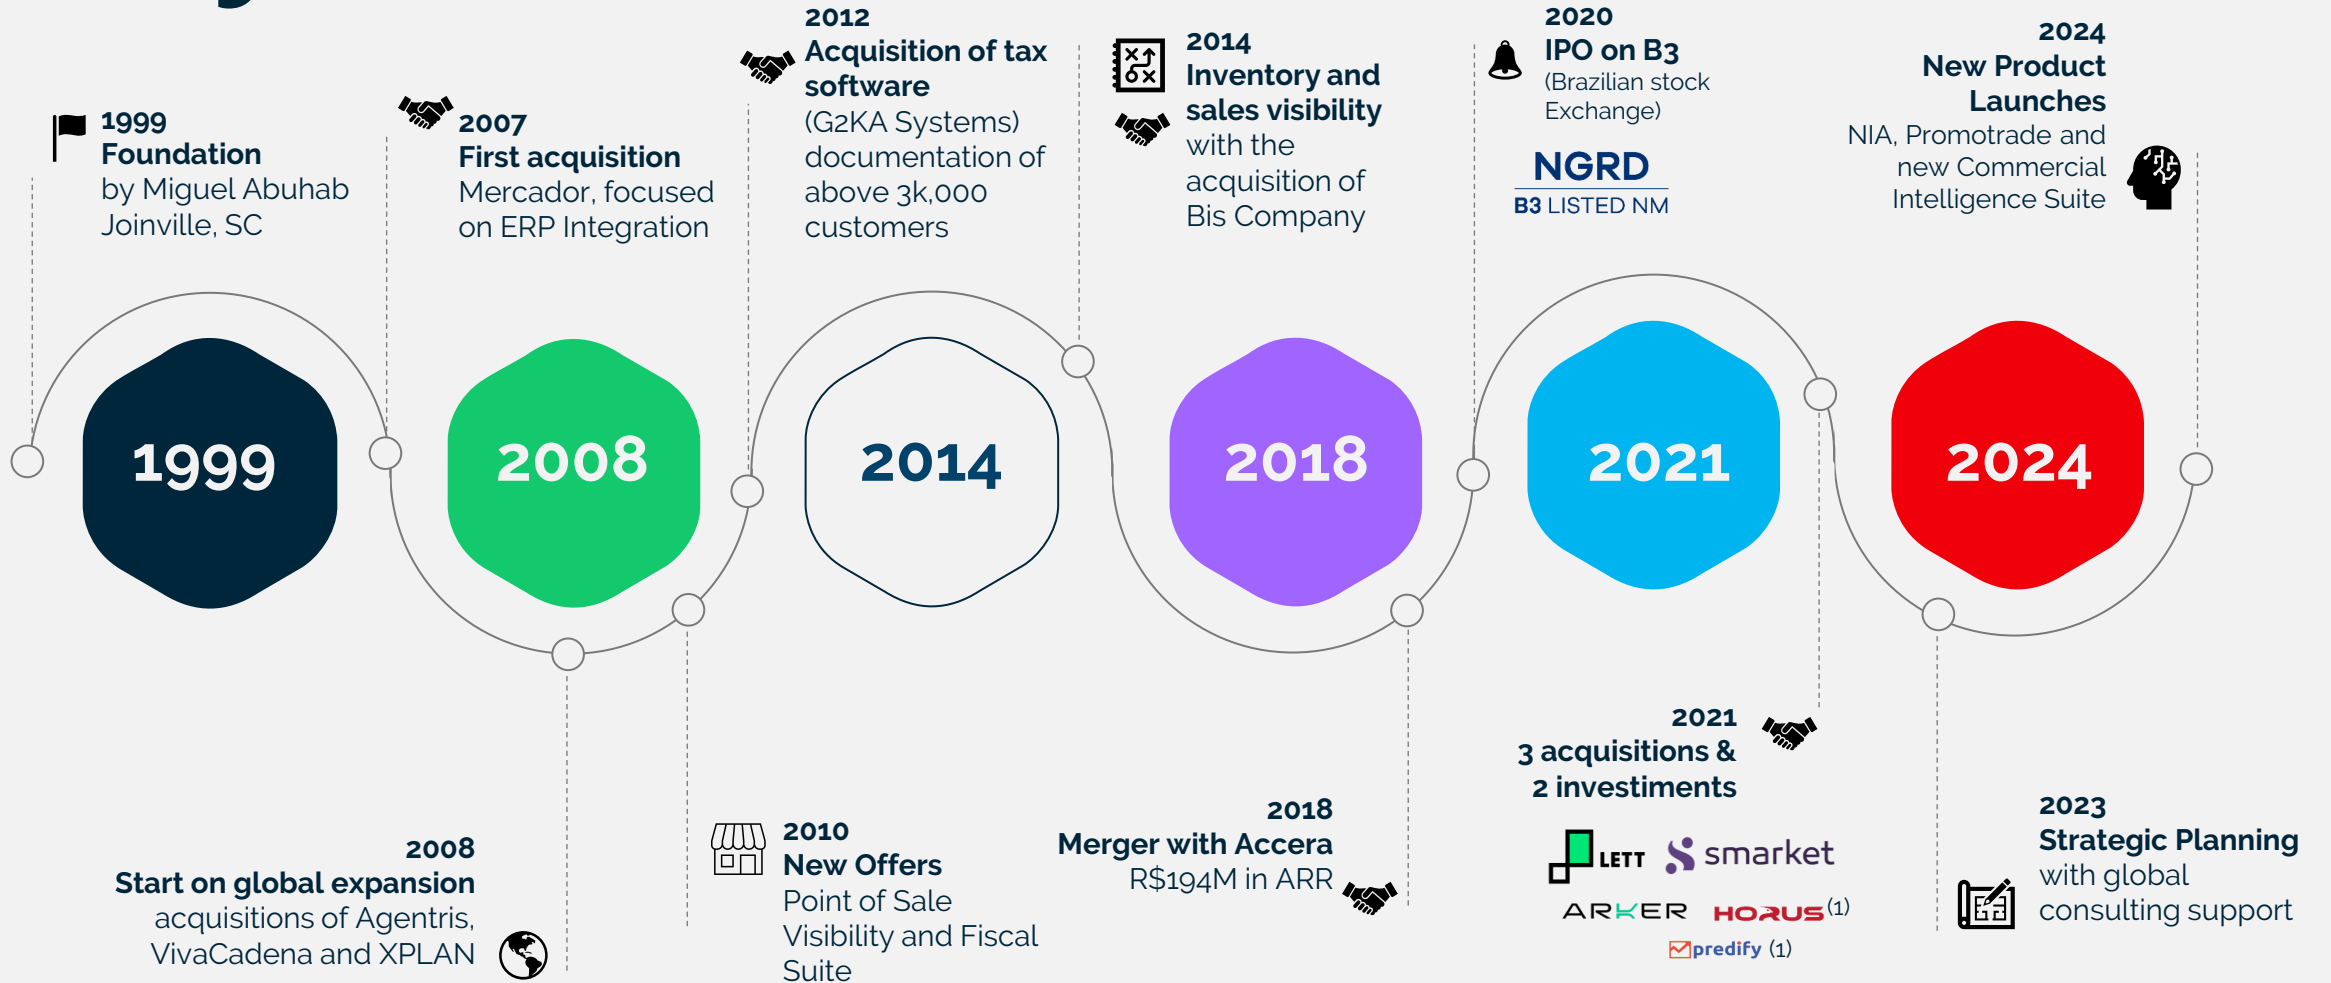 1999
Foundation
by Miguel Abuhab
Joinville, SC
2007
First acquisition
Mercador, focused
on ERP Integration
2012
Acquisition of tax
software
(G2KA Systems)
documentation of
above 3k,000
customers
2014
Inventory and
sales visibility
with the
acquisition of
Bis Company
2020
IPO on B3
(Brazilian stock
Exchange)
NGRD
B3 LISTED NM
2024
New Product
Launches
NIA, Promotrade and
new Commercial
Intelligence Suite
1999
2008
2014
2018
2021
2024
2008
Start on global expansion
acquisitions of Agentris,
VivaCadena and XPLAN
2010
New Offers
Point of Sale
Visibility and Fiscal
Suite
2018
Merger with Accera
R$194M in ARR
2021
3 acquisitions &
2 investiments
LETT
smarket
ARKER
HORUS (1)
predify (1)
2023
Strategic Planning
with global
consulting support